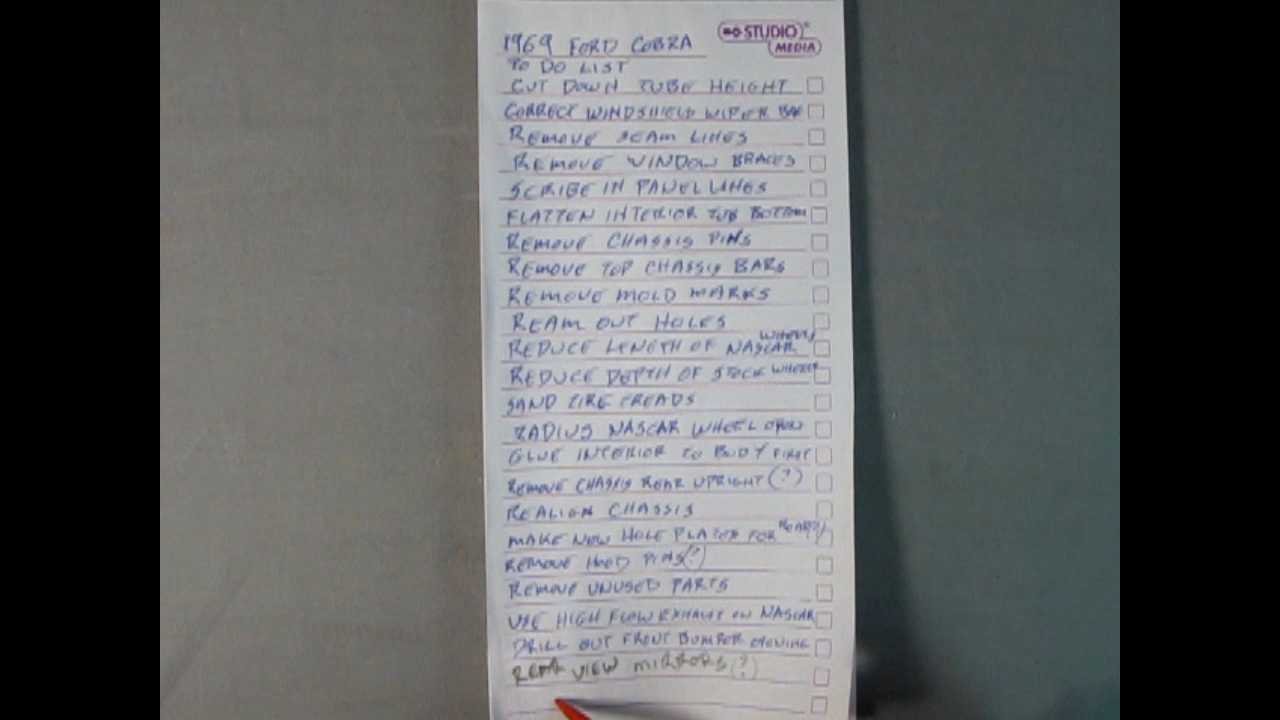 STUDIO
MEDIA
1969 FORD COBRA
TO DO LIST
CUT DOWN TUBE HEIGHT
CORRECT WINDSHIELD WIPER BAR
REMOVE SEAM LINES
REMOVE WINDOW BRACES
SCRIBE IN PANEL LINES
FLATTEN INTERIOR TUB BOTTOM
REMOVE CHASSIS PINS
REMOVE TOP CHASSIS BARS
REMOVE MOLD MARKS
REAM OUT HOLES
REDUCE LENGTH OF NASCAR WHEELS
REDUCE DEPTH OF STOCK WHEELS
SAND TIRE TREADS
RADIUS NASCAR WHEEL OPEN
GLUE INTERIOR TO BODY FIRST
REMOVE CHASSIS REAR UPRIGHT (?)
REALIGN CHASSIS
MAKE NEW HOLE PLATES FOR REAR(?)
REMOVE HOOD PINS(?)
REMOVE UNUSED PARTS
USE HIGH FLOW EXHAUST ON NASCAR
DRILL OUT FRONT BUMPER OPENING
REAR VIEW MIRRORS(?)